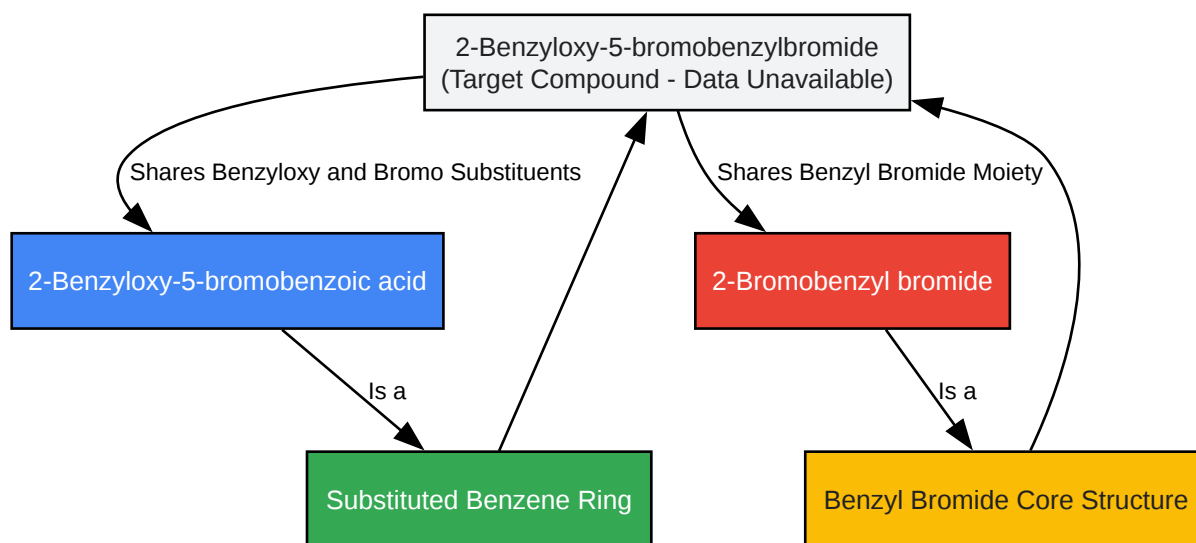 2-Benzyloxy-5-bromobenzylbromide
(Target Compound - Data Unavailable)
Shares Benzyloxy and Bromo Substituents
Shares Benzyl Bromide Moiety
2-Benzyloxy-5-bromobenzoic acid
2-Bromobenzyl bromide
Is a
Is a
Substituted Benzene Ring
Benzyl Bromide Core Structure